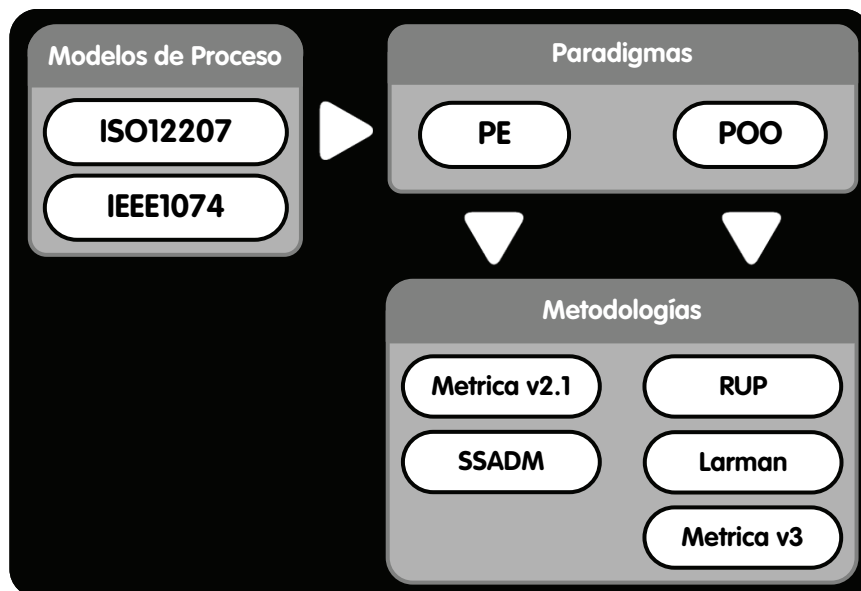 Modelos de Proceso
ISO12207
IEEE1074
Paradigmas
PE
POO
Metodologías
Metrica v2.1
RUP
SSADM
Larman
Metrica v3